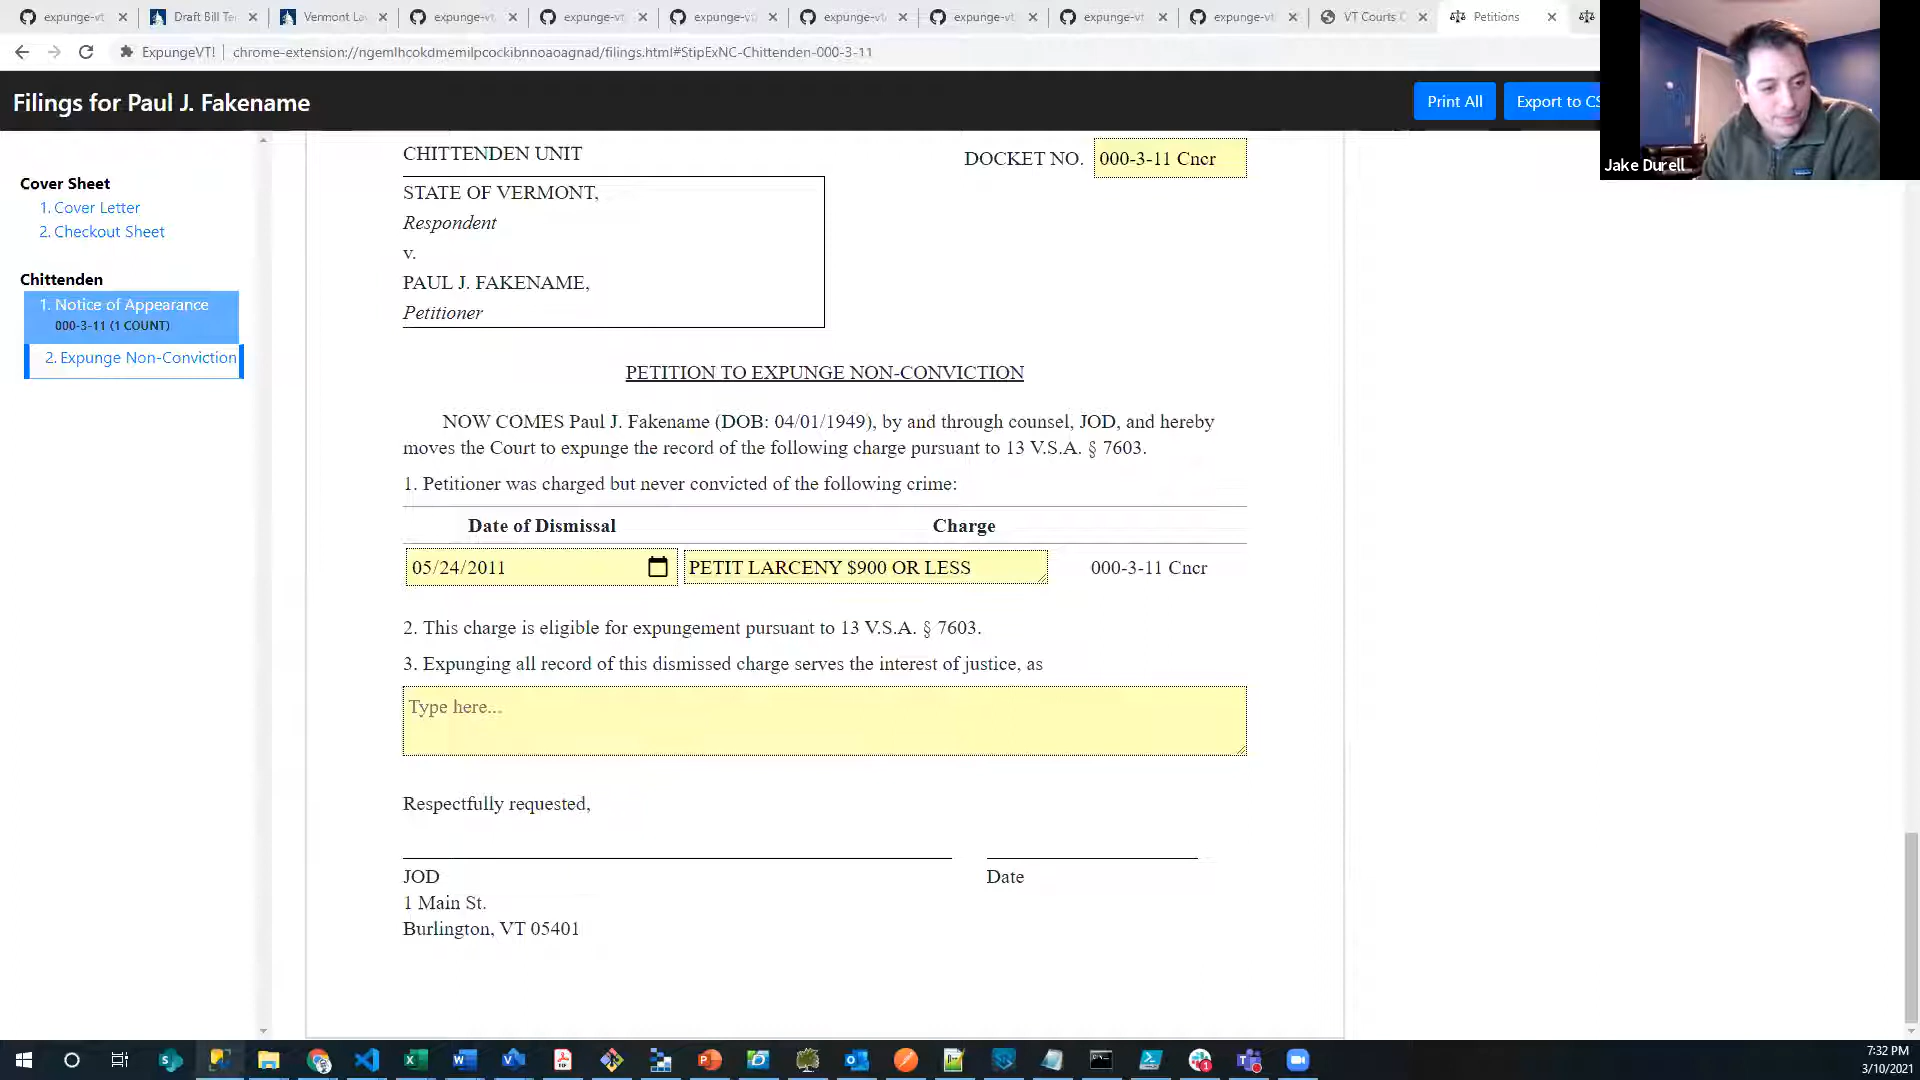 expunge-vt
Draft Bill Te
Vermont La
expunge-vt
expunge-vt
expunge-vt
expunge-vt
expunge-vt
expunge-vt
expunge-vt
VT Courts
Petitions
ExpungeVT!
chrome-extension://ngemlhcokdmemilpcockibnnoaoagnad/filings.html#StipExNC-Chittenden-000-3-11
Filings for Paul J. Fakename
Print All
Export to CS
Jake Durell
Cover Sheet
1. Cover Letter
2. Checkout Sheet
Chittenden
1. Notice of Appearance
000-3-11 (1 COUNT)
2. Expunge Non-Conviction
CHITTENDEN UNIT
DOCKET NO. 000-3-11 Cncr
STATE OF VERMONT,
Respondent
v.
PAUL J. FAKENAME,
Petitioner
PETITION TO EXPUNGE NON-CONVICTION
NOW COMES Paul J. Fakename (DOB: 04/01/1949), by and through counsel, JOD, and hereby
moves the Court to expunge the record of the following charge pursuant to 13 V.S.A. § 7603.
1. Petitioner was charged but never convicted of the following crime:
Date of Dismissal Charge
05/24/2011 PETIT LARCENY $900 OR LESS 000-3-11 Cncr
2. This charge is eligible for expungement pursuant to 13 V.S.A. § 7603.
3. Expunging all record of this dismissed charge serves the interest of justice, as
Type here...
Respectfully requested,
JOD
Date
1 Main St.
Burlington, VT 05401
7:32 PM
3/10/2021